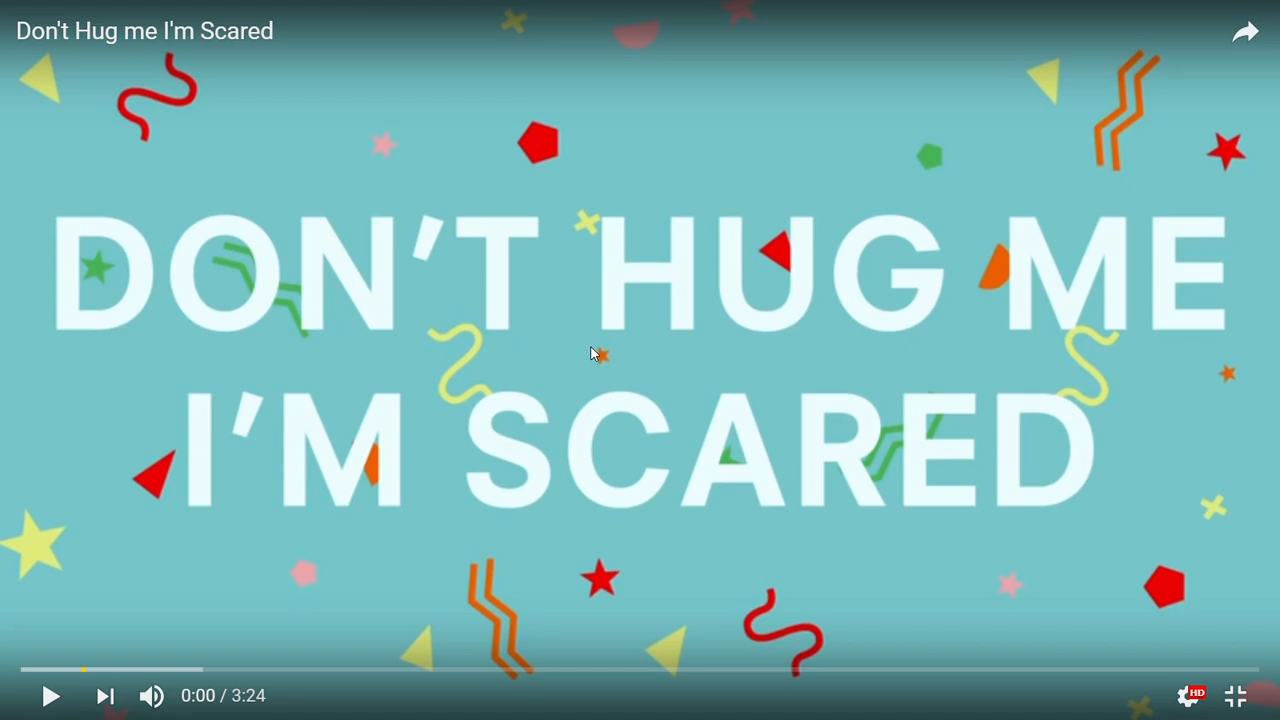 Don't Hug me I'm Scared
DON’T HUG ME
I’M SCARED
0:00 / 3:24
HD